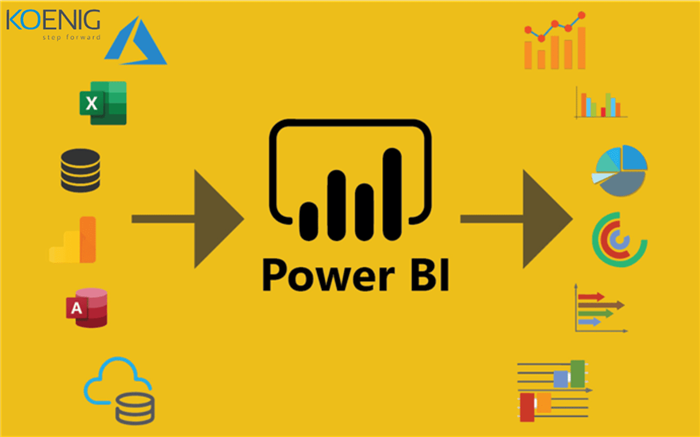 KOENIG
step forward
X
A
Power BI